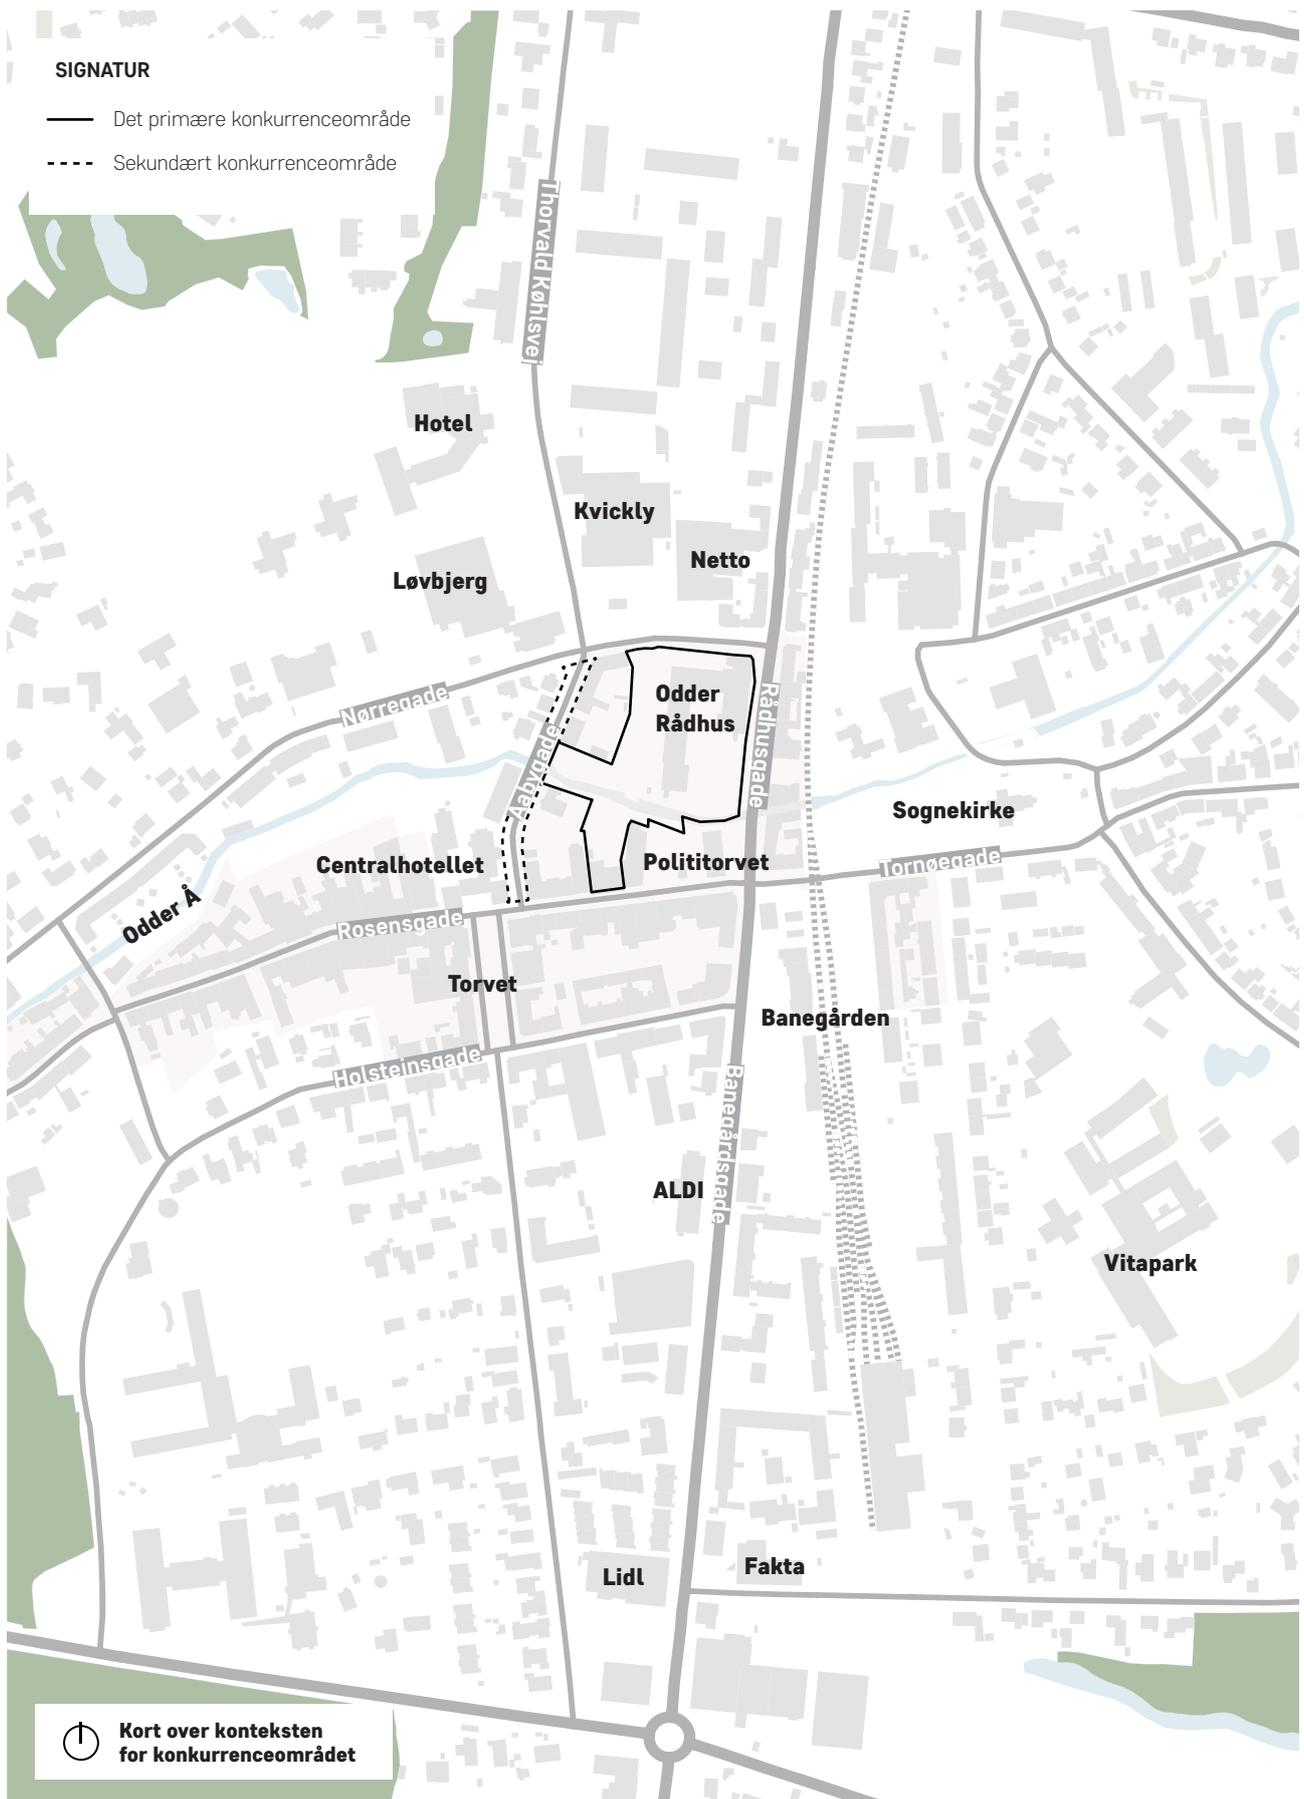 SIGNATUR
Det primære konkurrenceområde
Sekundært konkurrenceområde
Thorvald Køhlsvej
Hotel
Kvickly
Netto
Løvbjerg
Nørregade
Odder
Rådhus
Rådhusgade
Aabygade
Sognekirke
Centralhotellet
Polititorvet
Tornøegade
Odder Å
Rosensgade
Torvet
Banegården
Holsteinsgade
Banegårdsgade
ALDI
Vitapark
Fakta
Lidl
Kort over konteksten
for konkurrenceområdet